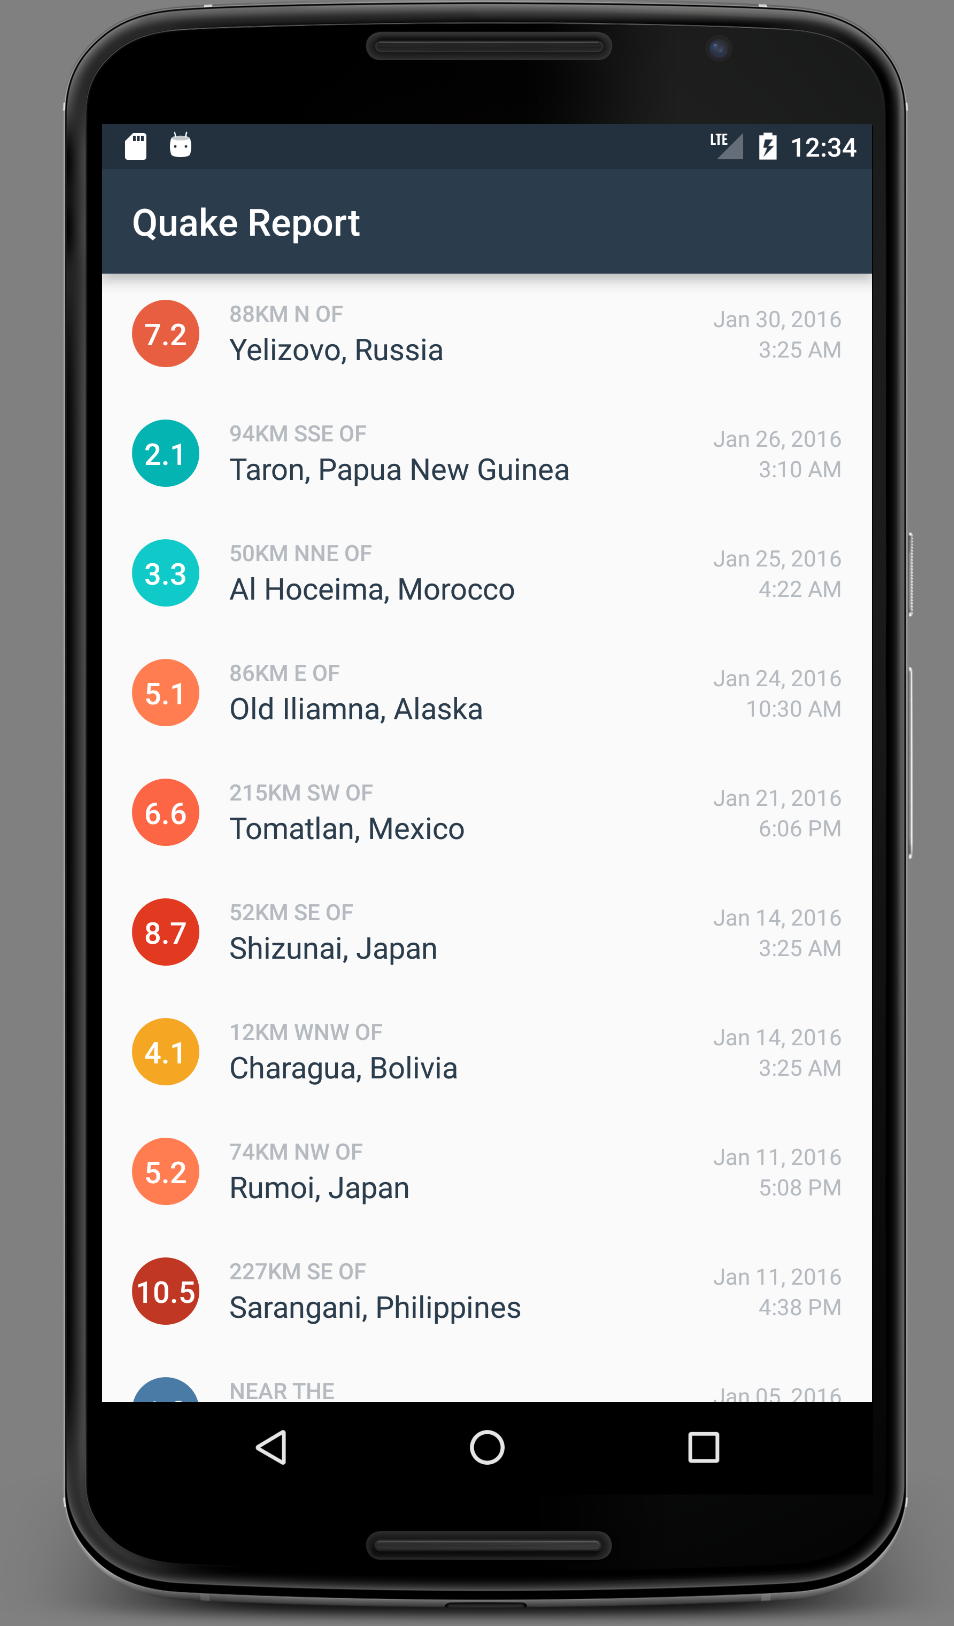 LTE 12:34
Quake Report
7.2
88KM N OF
Yelizovo, Russia
Jan 30, 2016
3:25 AM
2.1
94KM SSE OF
Taron, Papua New Guinea
Jan 26, 2016
3:10 AM
3.3
50KM NNE OF
Al Hoceima, Morocco
Jan 25, 2016
4:22 AM
5.1
86KM E OF
Old Iliamna, Alaska
Jan 24, 2016
10:30 AM
6.6
215KM SW OF
Tomatlan, Mexico
Jan 21, 2016
6:06 PM
8.7
52KM SE OF
Shizunai, Japan
Jan 14, 2016
3:25 AM
4.1
12KM WNW OF
Charagua, Bolivia
Jan 14, 2016
3:25 AM
5.2
74KM NW OF
Rumoi, Japan
Jan 11, 2016
5:08 PM
10.5
227KM SE OF
Sarangani, Philippines
Jan 11, 2016
4:38 PM
NEAR THE
Jan 05, 2016